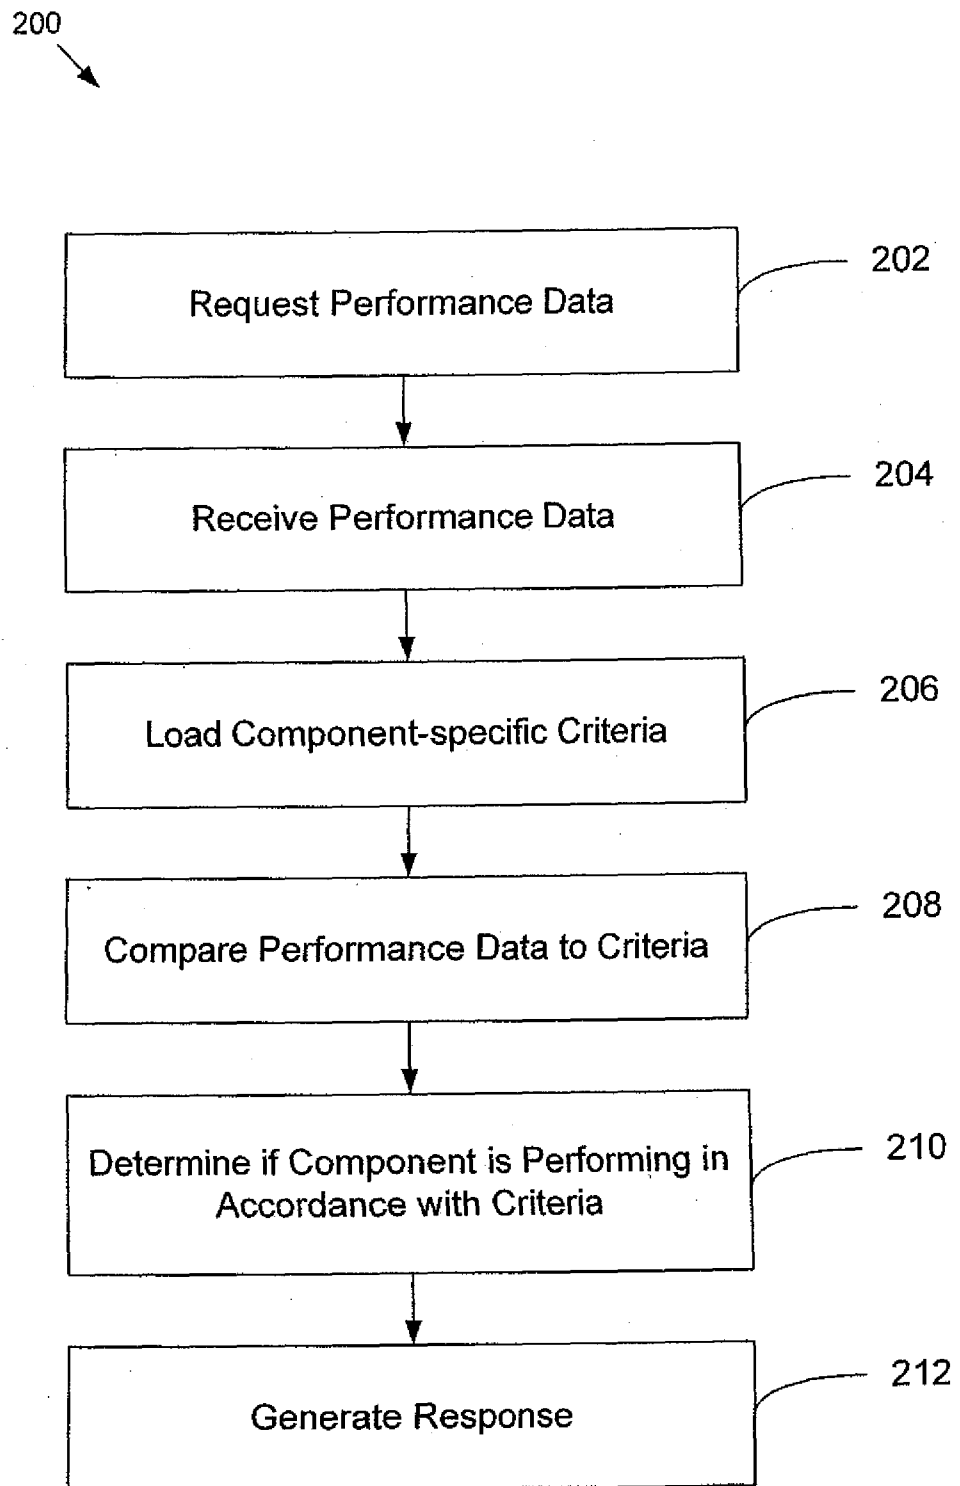 200
Request Performance Data
202
Receive Performance Data
204
Load Component-specific Criteria
206
Compare Performance Data to Criteria
208
Determine if Component is Performing in
Accordance with Criteria
210
Generate Response
212